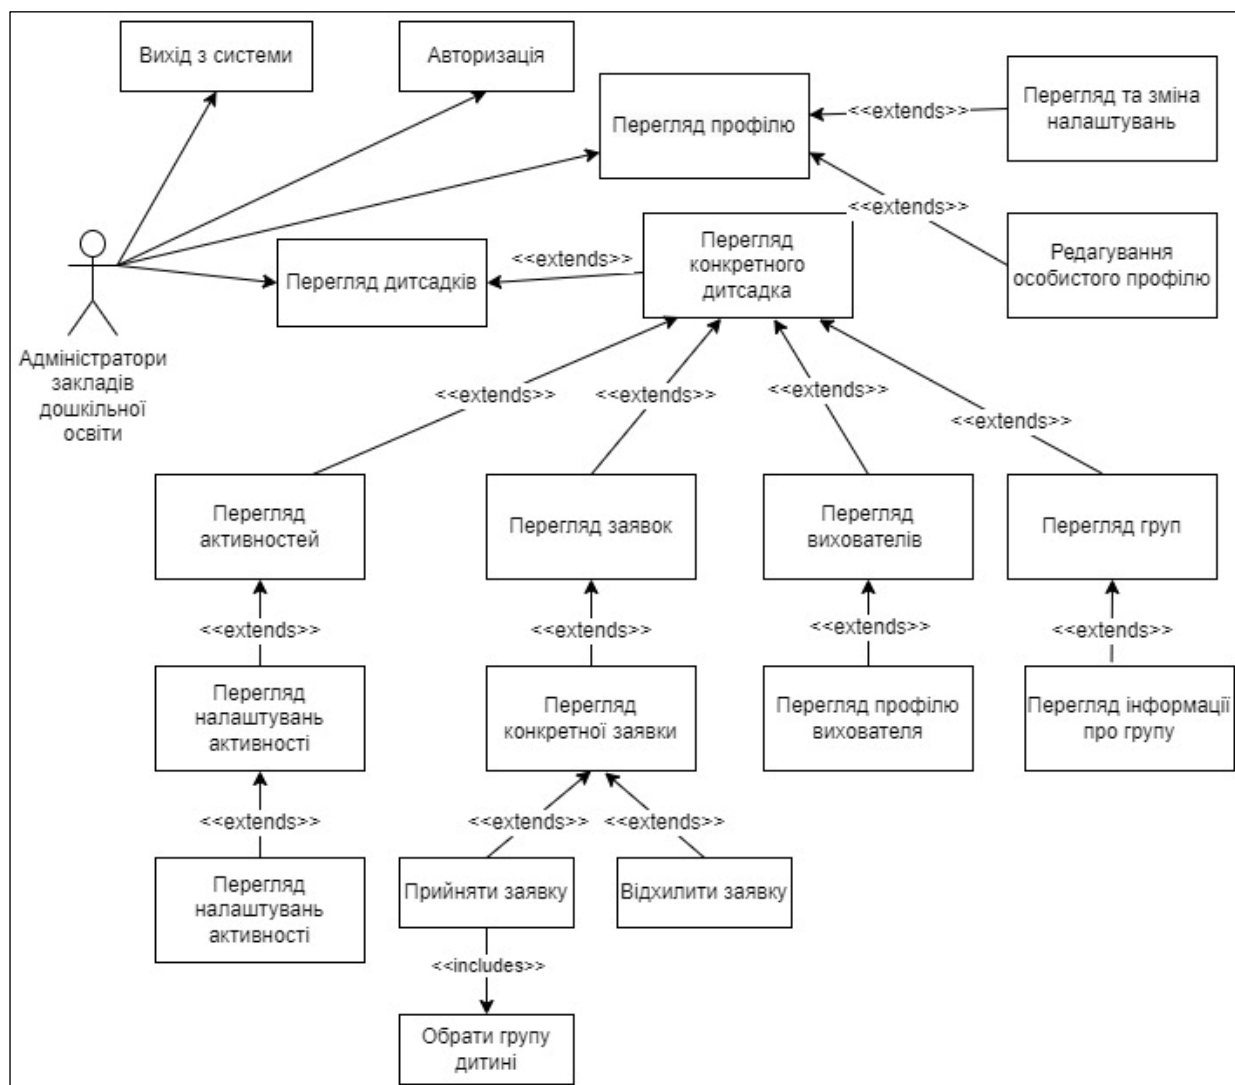 Вихід з системи
Авторизація
Перегляд профілю
<<extends>>
Перегляд та зміна
налаштувань
<<extends>>
Редагування
особистого профілю
Перегляд
конкретного
дитсадка
<<extends>>
Перегляд дитсадків
Адміністратори
закладів
дошкільної
освіти
<<extends>>
<<extends>>
<<extends>>
<<extends>>
Перегляд
активностей
Перегляд заявок
Перегляд
вихователів
Перегляд груп
<<extends>>
<<extends>>
<<extends>>
<<extends>>
Перегляд
налаштувань
активності
Перегляд
конкретної заявки
Перегляд профілю
вихователя
Перегляд інформації
про групу
<<extends>>
<<extends>>
<<extends>>
Перегляд
налаштувань
активності
Прийняти заявку
Відхилити заявку
<<includes>>
Обрати групу
дитині